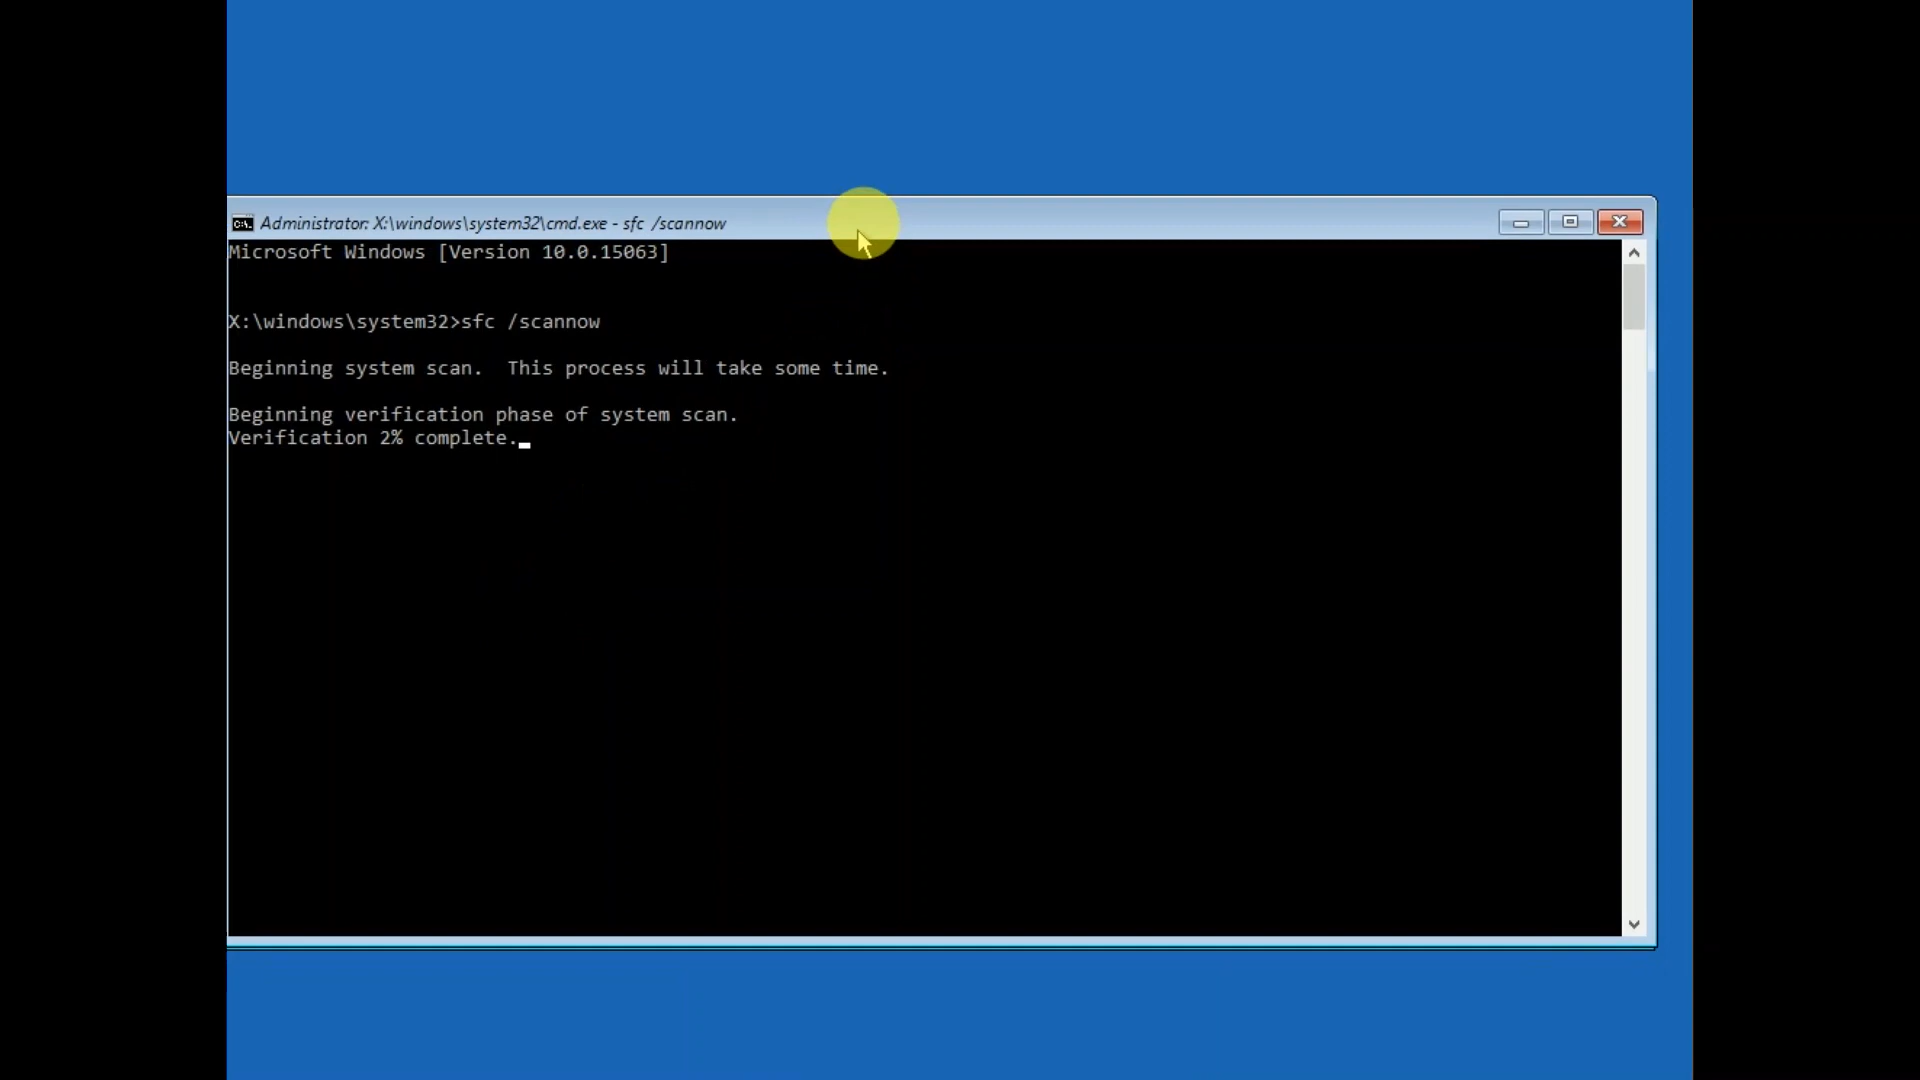 Administrator: X:\windows\system32\cmd.exe - sfc /scannow
Microsoft Windows [Version 10.0.15063]
X:\windows\system32>sfc /scannow
Beginning system scan.  This process will take some time.
Beginning verification phase of system scan.
Verification 2% complete.